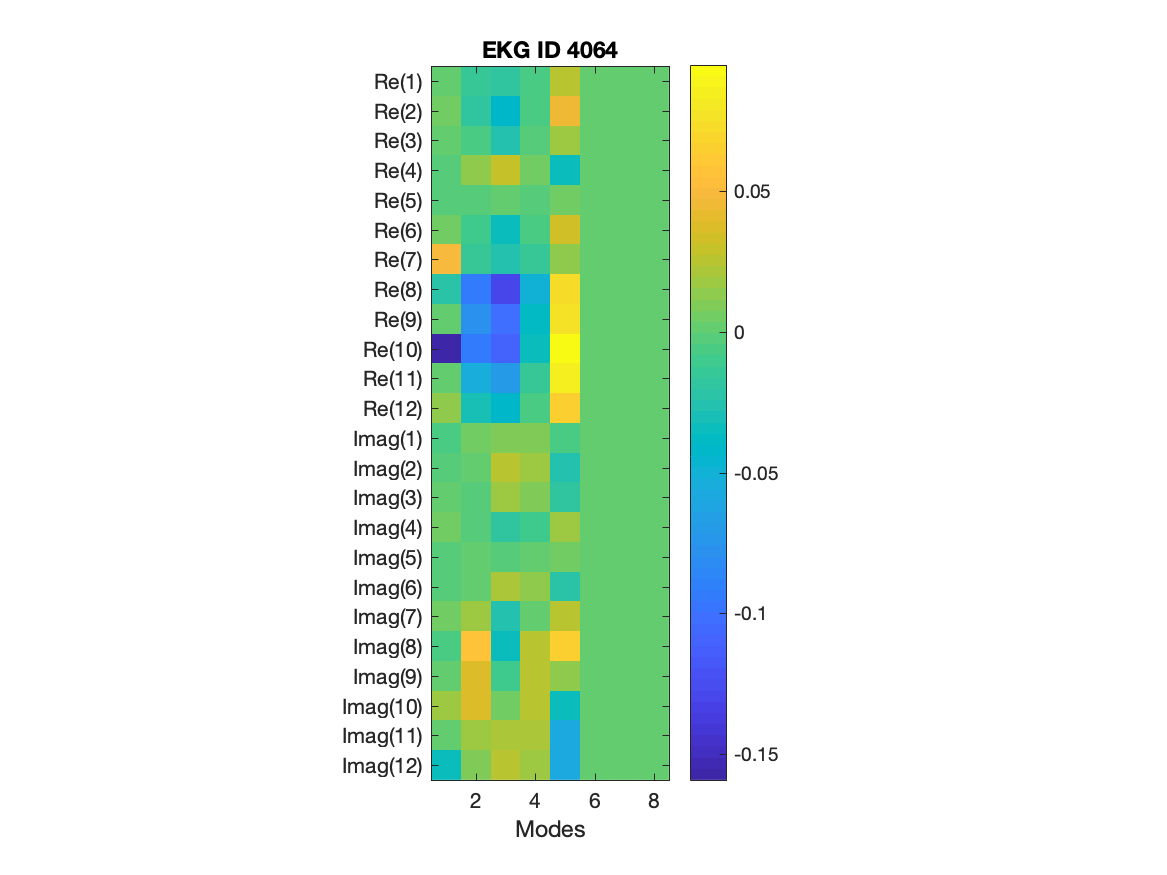 EKG ID 4064
Re(1)
Re(2)
Re(3)
Re(4)
Re(5)
Re(6)
Re(7)
Re(8)
Re(9)
Re(10)
Re(11)
Re(12)
Imag(1)
Imag(2)
Imag(3)
Imag(4)
Imag(5)
Imag(6)
Imag(7)
Imag(8)
Imag(9)
Imag(10)
Imag(11)
Imag(12)
2 4 6 8
Modes
0.05
0
-0.05
-0.1
-0.15